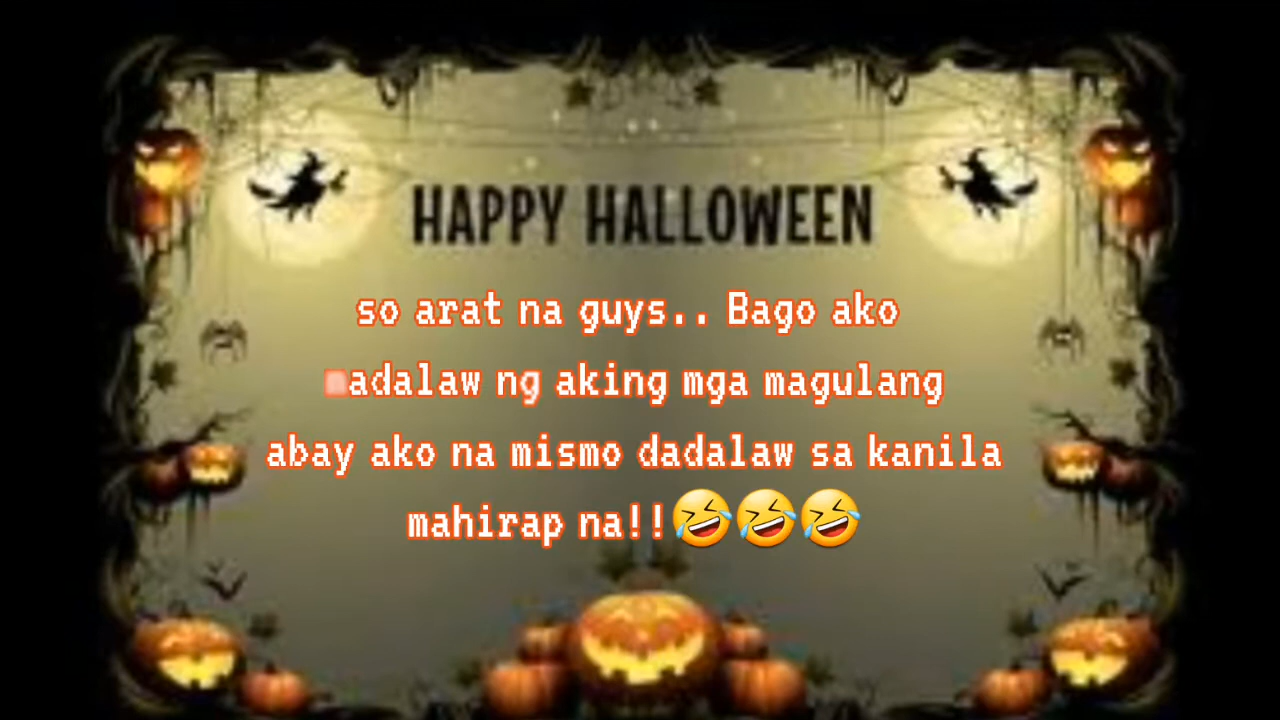 HAPPY HALLOWEEN
so arat na guys.. Bago ako
madalaw ng aking mga magulang
abay ako na mismo dadalaw sa kanila
mahirap na!!🤣🤣🤣